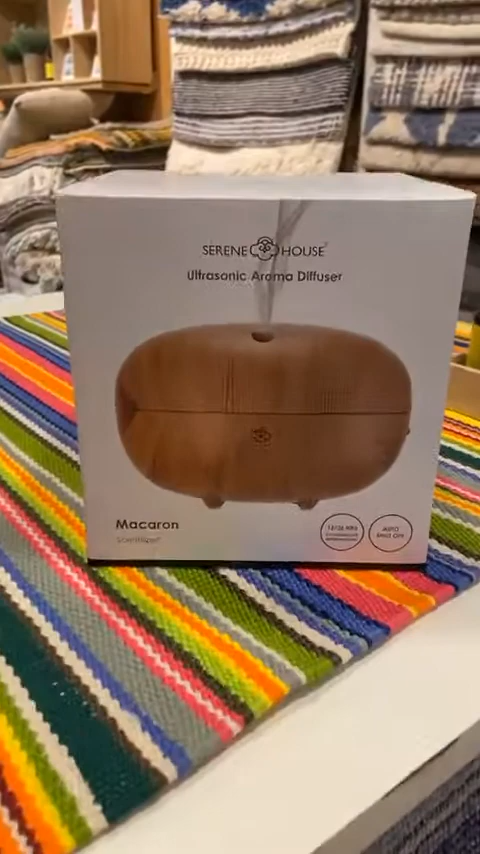 SERENE HOUSE
Ultrasonic Aroma Diffuser
Macaron
AUTO
SHUT OFF